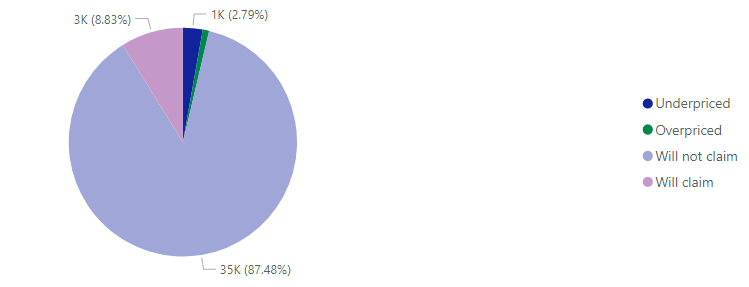 3K (8.83%)
1K (2.79%)
35K (87.48%)
Underpriced
Overpriced
Will not claim
Will claim